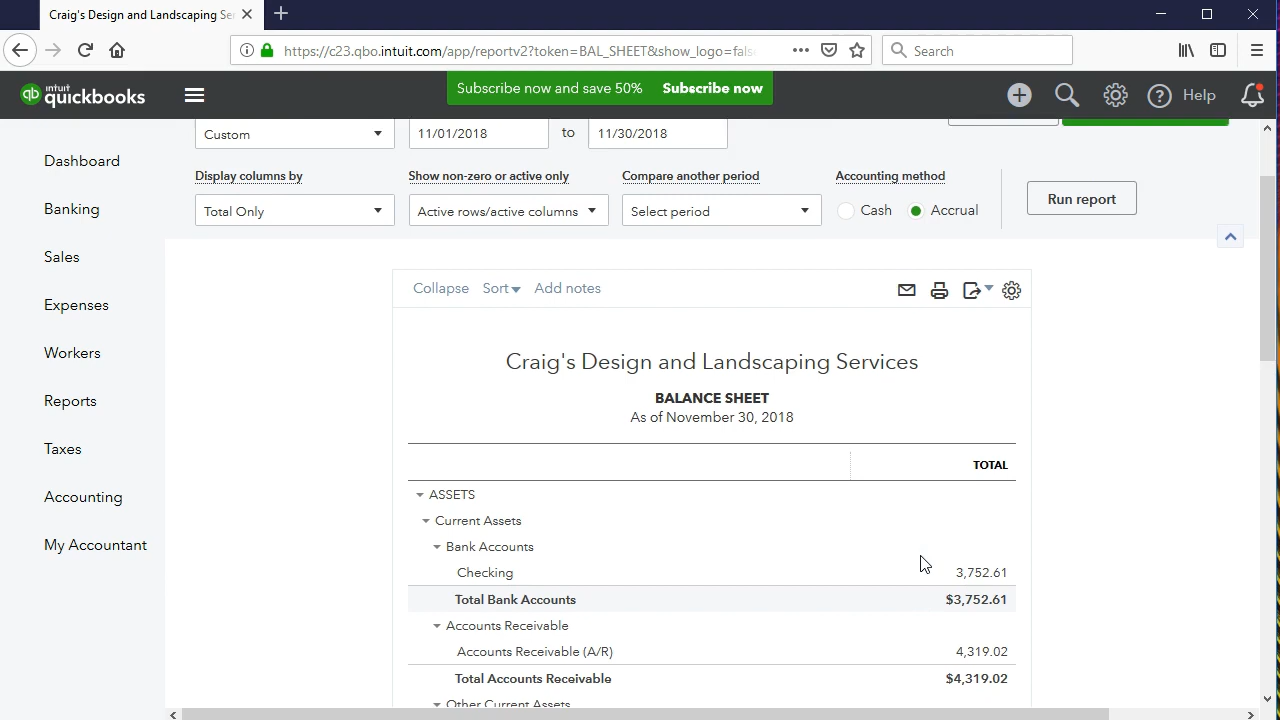 Craig's Design and Landscaping Se
https://c23.qbo.intuit.com/app/reportv2?token=BAL_SHEET&show_logo=fals
Search
intuit
qb quickbooks
Subscribe now and save 50% Subscribe now
Help
Custom
11/01/2018
to
11/30/2018
Dashboard
Banking
Sales
Expenses
Workers
Reports
Taxes
Accounting
My Accountant
Display columns by
Show non-zero or active only
Compare another period
Accounting method
Total Only
Active rows/active columns
Select period
Cash
Accrual
Run report
Collapse Sort Add notes
Craig's Design and Landscaping Services
BALANCE SHEET
As of November 30, 2018
TOTAL
ASSETS
Current Assets
Bank Accounts
Checking 3,752.61
Total Bank Accounts $3,752.61
Accounts Receivable
Accounts Receivable (A/R) 4,319.02
Total Accounts Receivable $4,319.02
Other Current Assets